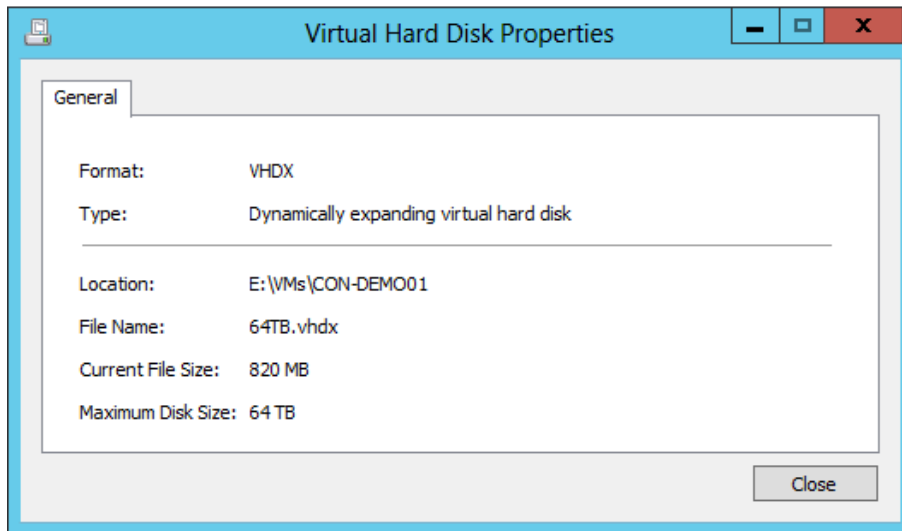 Virtual Hard Disk Properties
General
Format: VHDX
Type: Dynamically expanding virtual hard disk
Location: E:\VMs\CON-DEMO01
File Name: 64TB.vhdx
Current File Size: 820 MB
Maximum Disk Size: 64 TB
Close